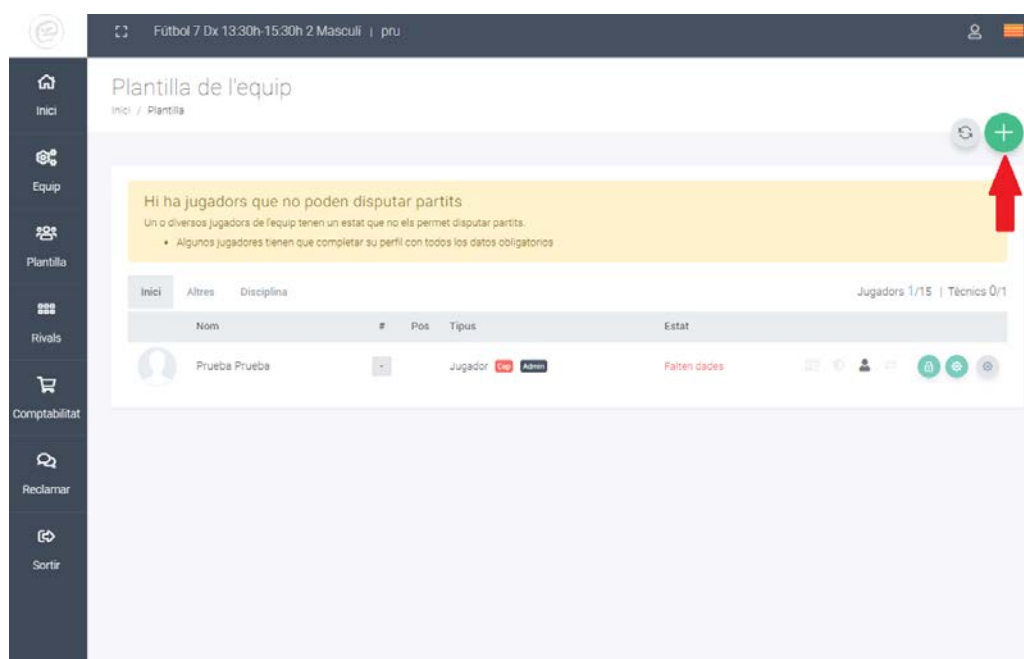 Fútbol 7 Dx 13:30h-15:30h 2 Masculí | pru
Inici
Equip
Plantilla
Rivals
Comptabilitat
Reclamar
Sortir
Plantilla de l'equip
Inici / Plantilla
Hi ha jugadors que no poden disputar partits
Un o diversos jugadors de l'equip tenen un estat que no els permet disputar partits.
• Algunos jugadores tienen que completar su perfil con todos los datos obligatorios
Inici Altres Disciplina Jugadors 1/15 | Tècnics 0/1
Nom # Pos Tipus Estat
Prueba Prueba - Jugador Cap Admin Falten dades